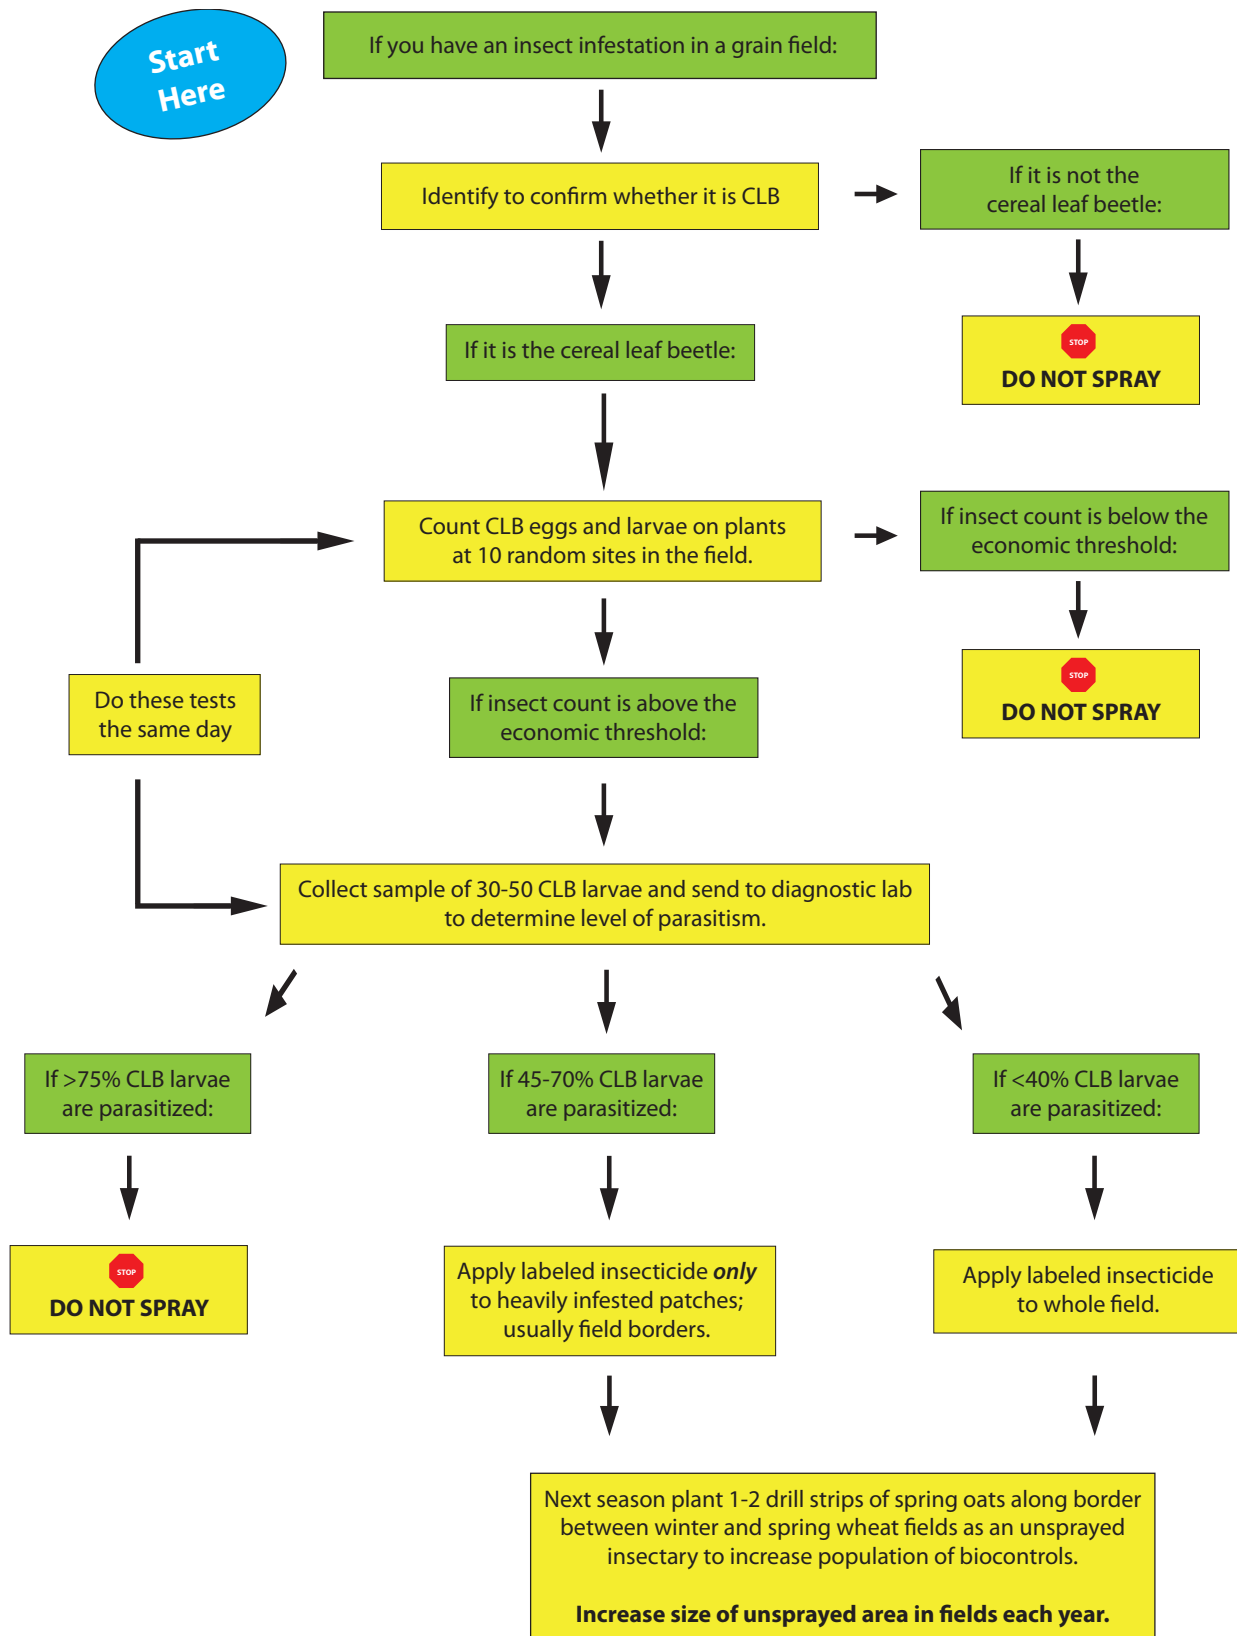 Start
Here
If you have an insect infestation in a grain field:
Identify to confirm whether it is CLB
If it is not the
cereal leaf beetle:
STOP
DO NOT SPRAY
If it is the cereal leaf beetle:
Count CLB eggs and larvae on plants
at 10 random sites in the field.
If insect count is below the
economic threshold:
STOP
DO NOT SPRAY
Do these tests
the same day
If insect count is above the
economic threshold:
Collect sample of 30-50 CLB larvae and send to diagnostic lab
to determine level of parasitism.
If >75% CLB larvae
are parasitized:
If 45-70% CLB larvae
are parasitized:
If <40% CLB larvae
are parasitized:
STOP
DO NOT SPRAY
Apply labeled insecticide only
to heavily infested patches;
usually field borders.
Apply labeled insecticide
to whole field.
Next season plant 1-2 drill strips of spring oats along border
between winter and spring wheat fields as an unsprayed
insectary to increase population of biocontrols.
Increase size of unsprayed area in fields each year.